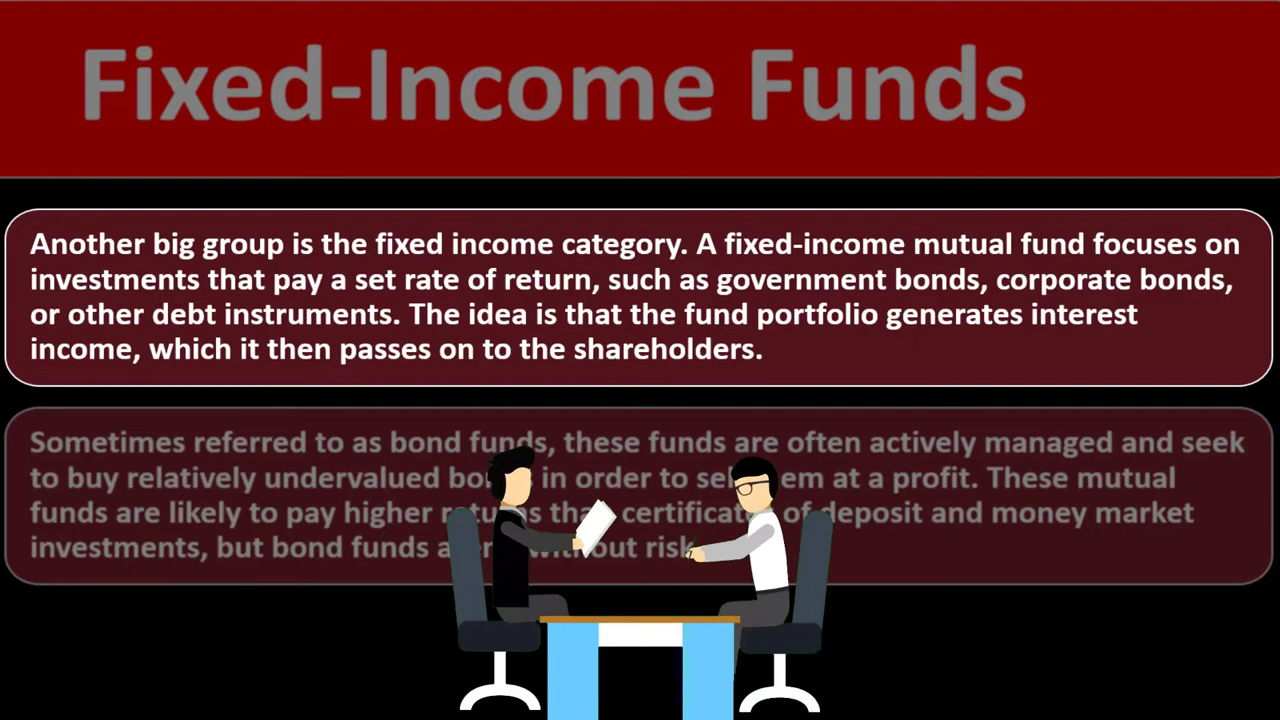 Fixed-Income Funds
Another big group is the fixed income category. A fixed-income mutual fund focuses on
investments that pay a set rate of return, such as government bonds, corporate bonds,
or other debt instruments. The idea is that the fund portfolio generates interest
income, which it then passes on to the shareholders.
Sometimes referred to as bond funds, these funds are often actively managed and seek
to buy relatively undervalued in order to at a profit. These mutual
funds are likely to pay higher certificates of deposit and money market
investments, but bond funds risk